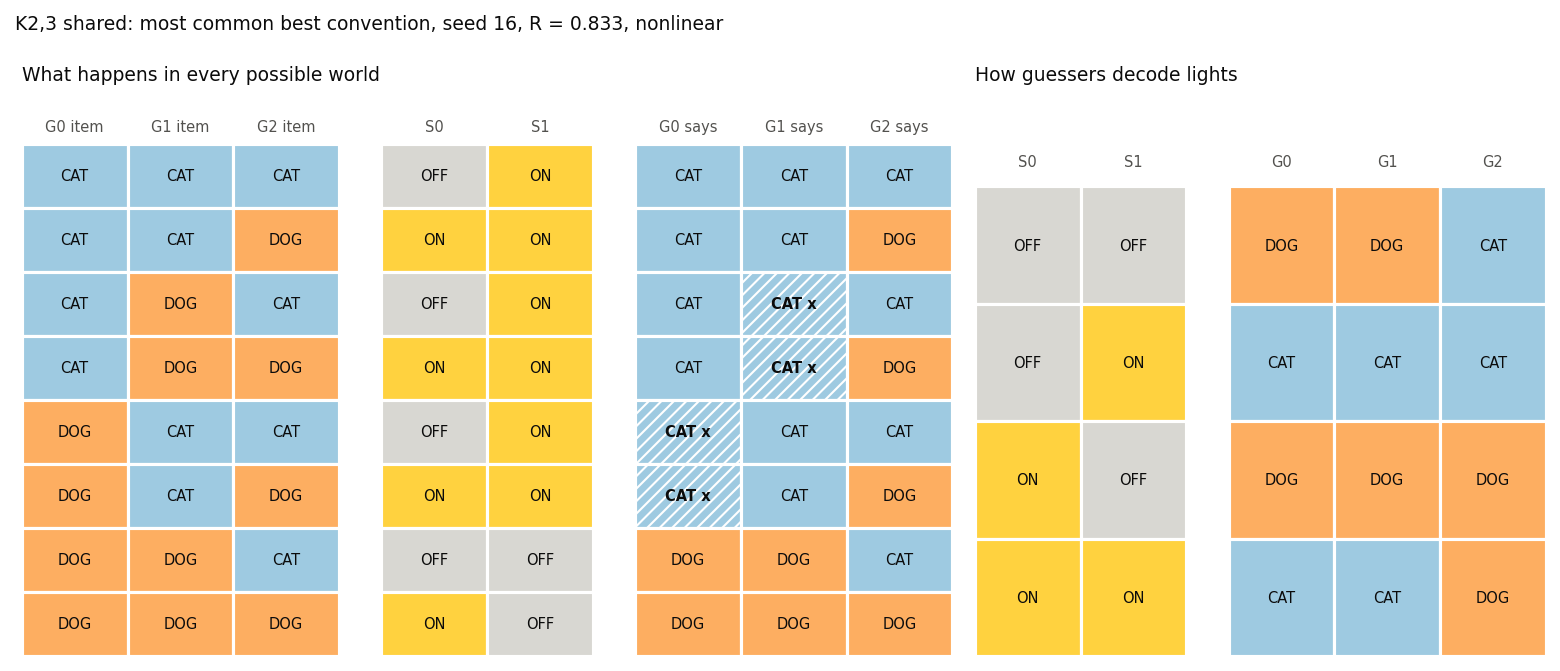 K2,3 shared: most common best convention, seed 16, R = 0.833, nonlinear
What happens in every possible world
How guessers decode lights
G0 item G1 item G2 item S0 S1 G0 says G1 says G2 says
CAT CAT CAT OFF ON CAT CAT CAT
CAT CAT DOG ON ON CAT CAT DOG
CAT DOG CAT OFF ON CAT CAT x CAT
CAT DOG DOG ON ON CAT CAT x DOG
DOG CAT CAT OFF ON CAT x CAT CAT
DOG CAT DOG ON ON CAT x CAT DOG
DOG DOG CAT OFF OFF DOG DOG CAT
DOG DOG DOG ON OFF DOG DOG DOG
S0 S1 G0 G1 G2
OFF OFF DOG DOG CAT
OFF ON CAT CAT CAT
ON OFF DOG DOG DOG
ON ON CAT CAT DOG